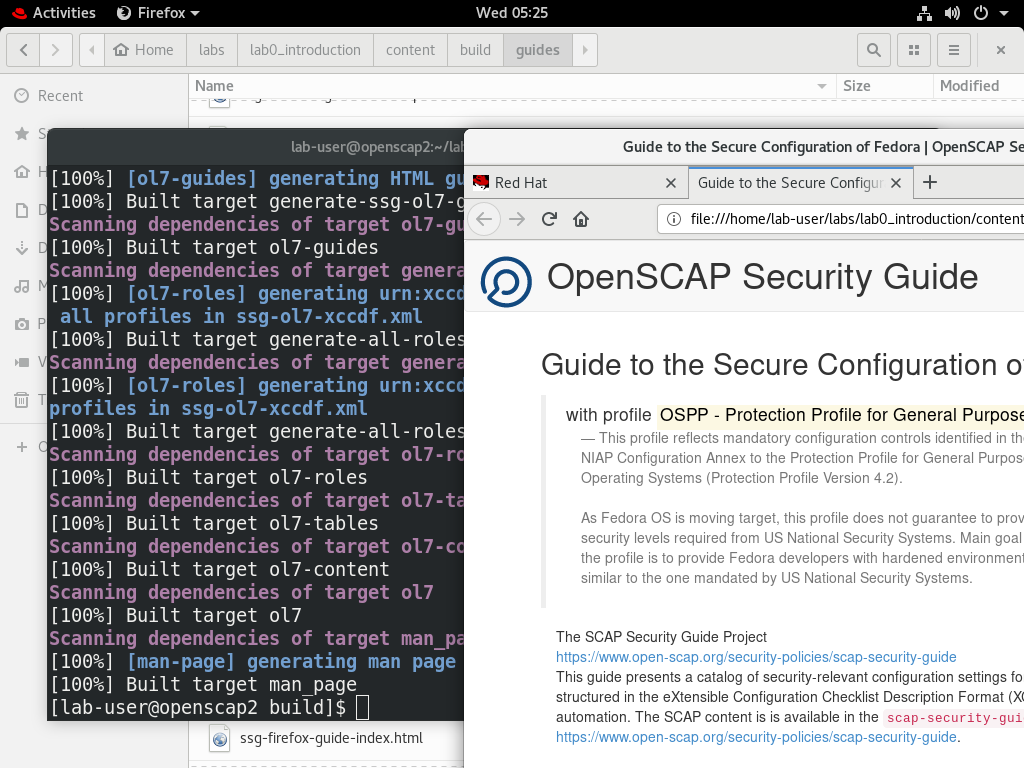 Activities Firefox Wed 05:25
Home labs lab0_introduction content build guides
Name Size Modified
Recent
lab-user@openscap2:~/lab
[100%] [ol7-guides] generating HTML gu
[100%] Built target generate-ssg-ol7-g
Scanning dependencies of target ol7-gu
[100%] Built target ol7-guides
Scanning dependencies of target genera
[100%] [ol7-roles] generating urn:xccd
all profiles in ssg-ol7-xccdf.xml
[100%] Built target generate-all-roles
Scanning dependencies of target genera
[100%] [ol7-roles] generating urn:xccd
profiles in ssg-ol7-xccdf.xml
[100%] Built target generate-all-roles
Scanning dependencies of target ol7-ro
[100%] Built target ol7-roles
Scanning dependencies of target ol7-ta
[100%] Built target ol7-tables
Scanning dependencies of target ol7-co
[100%] Built target ol7-content
Scanning dependencies of target ol7
[100%] Built target ol7
Scanning dependencies of target man_pa
[100%] [man-page] generating man page
[100%] Built target man_page
[lab-user@openscap2 build]$
ssg-firefox-guide-index.html
Guide to the Secure Configuration of Fedora | OpenSCAP Se
Red Hat Guide to the Secure Configur
file:///home/lab-user/labs/lab0_introduction/content
OpenSCAP Security Guide
Guide to the Secure Configuration o
with profile OSPP - Protection Profile for General Purpose
— This profile reflects mandatory configuration controls identified in the
NIAP Configuration Annex to the Protection Profile for General Purpose
Operating Systems (Protection Profile Version 4.2).
As Fedora OS is moving target, this profile does not guarantee to prov
security levels required from US National Security Systems. Main goal
the profile is to provide Fedora developers with hardened environment
similar to the one mandated by US National Security Systems.
The SCAP Security Guide Project
https://www.open-scap.org/security-policies/scap-security-guide
This guide presents a catalog of security-relevant configuration settings fo
structured in the eXtensible Configuration Checklist Description Format (XC
automation. The SCAP content is is available in the scap-security-gui
https://www.open-scap.org/security-policies/scap-security-guide.